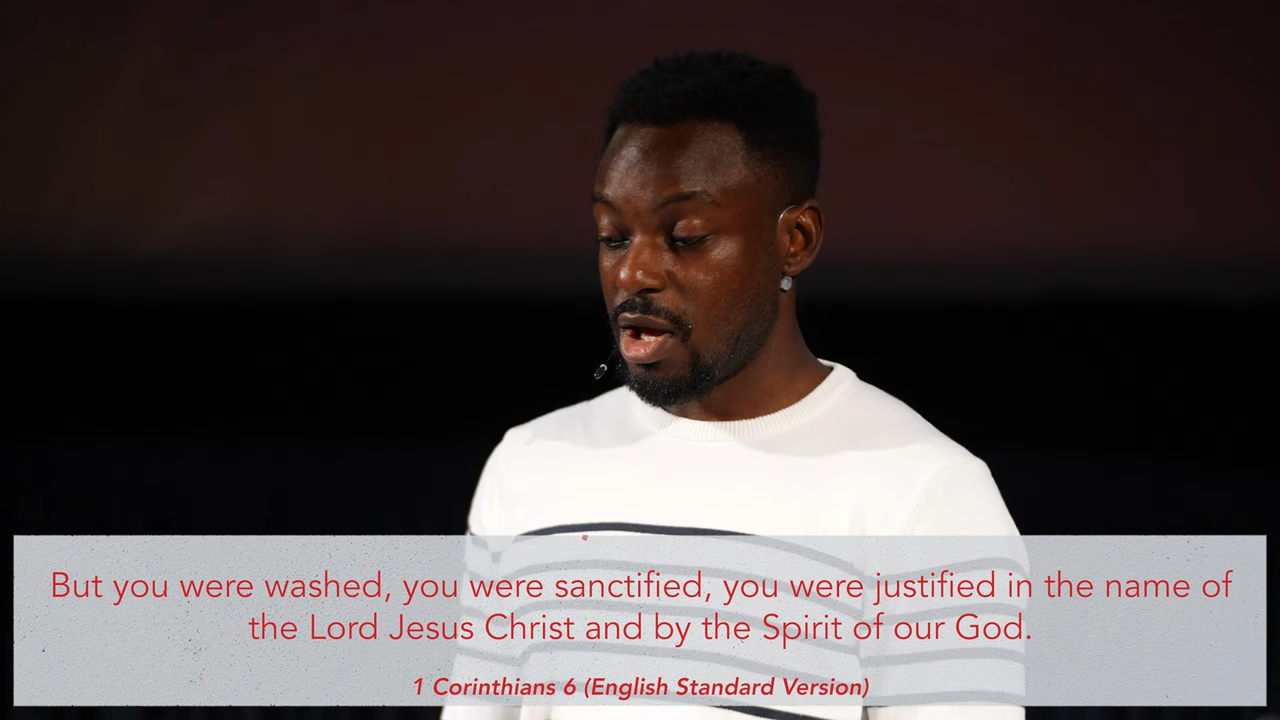 But you were washed, you were sanctified, you were justified in the name of
the Lord Jesus Christ and by the Spirit of our God.
1 Corinthians 6 (English Standard Version)